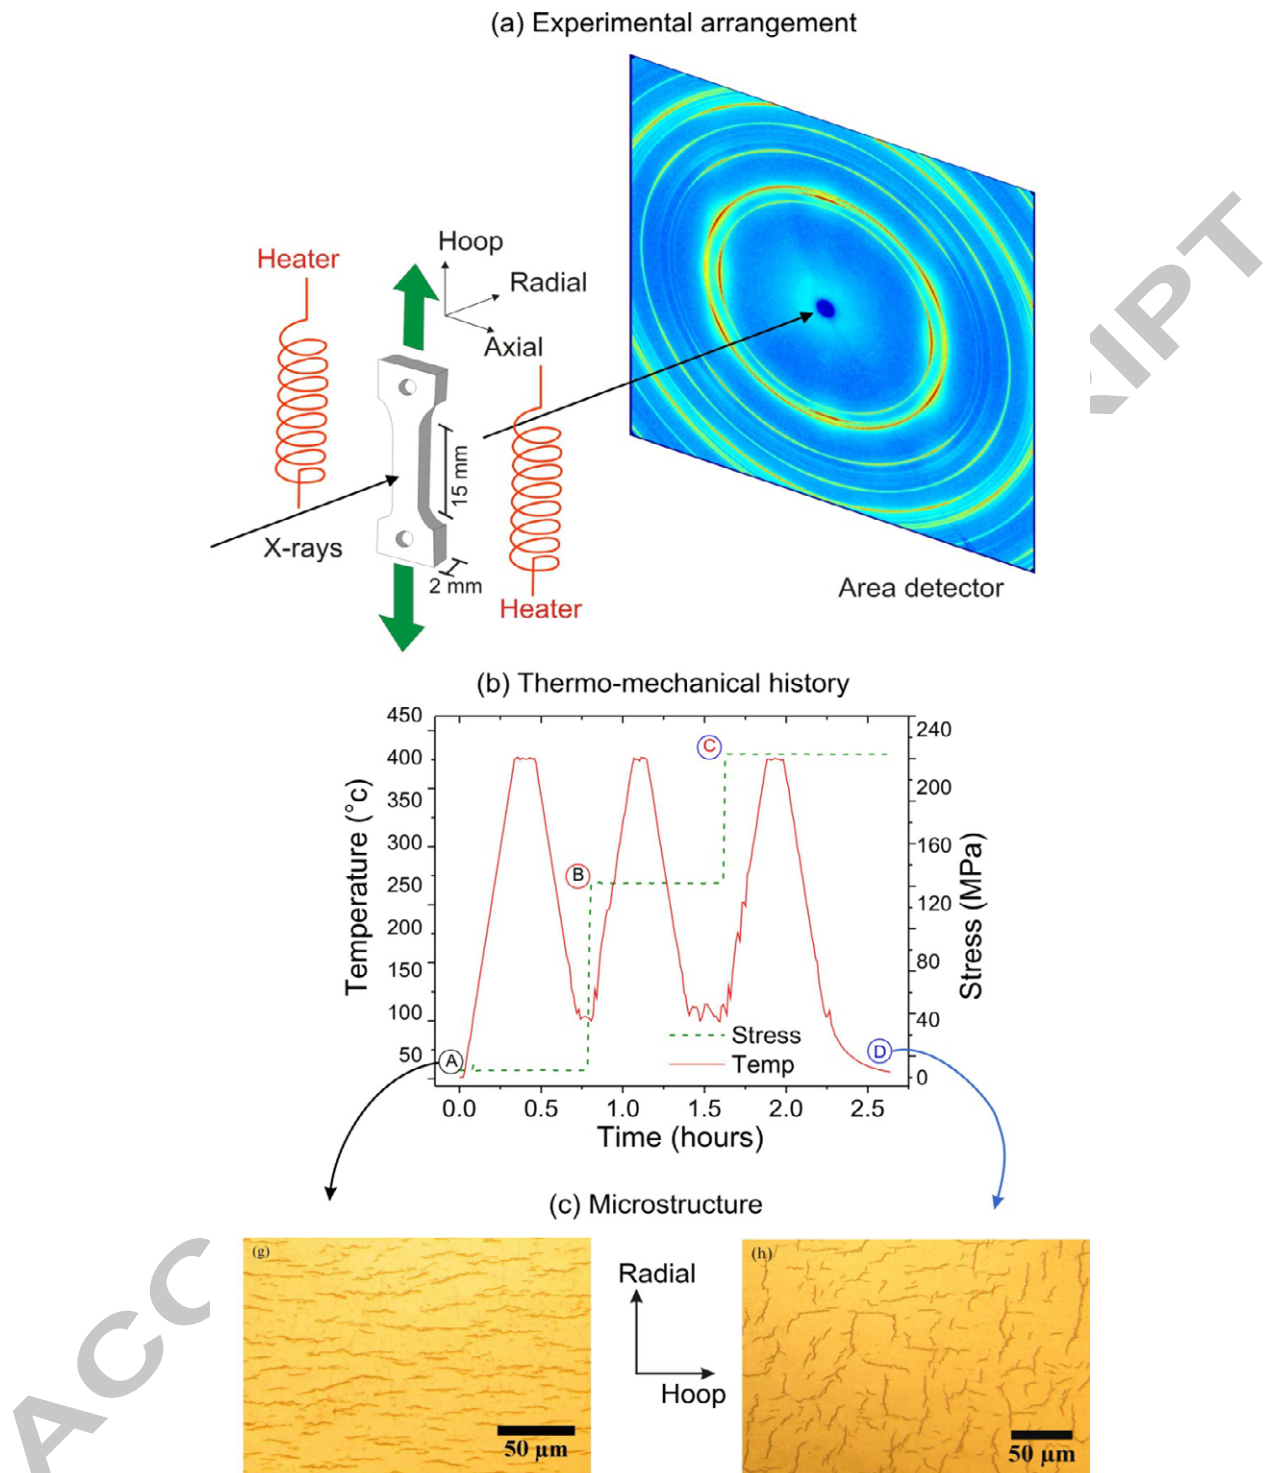 (a) Experimental arrangement
Hoop
Heater
Radial
Axial
15 mm
X-rays
2 mm
Heater
Area detector
IPT
(b) Thermo-mechanical history
450
400
350
300
250
200
150
100
50
Temperature (°c)
240
200
160
120
80
40
0
Stress (MPa)
C
B
A
D
Stress
Temp
0.0 0.5 1.0 1.5 2.0 2.5
Time (hours)
(c) Microstructure
(g)
50 µm
Radial
Hoop
(h)
50 µm
ACC